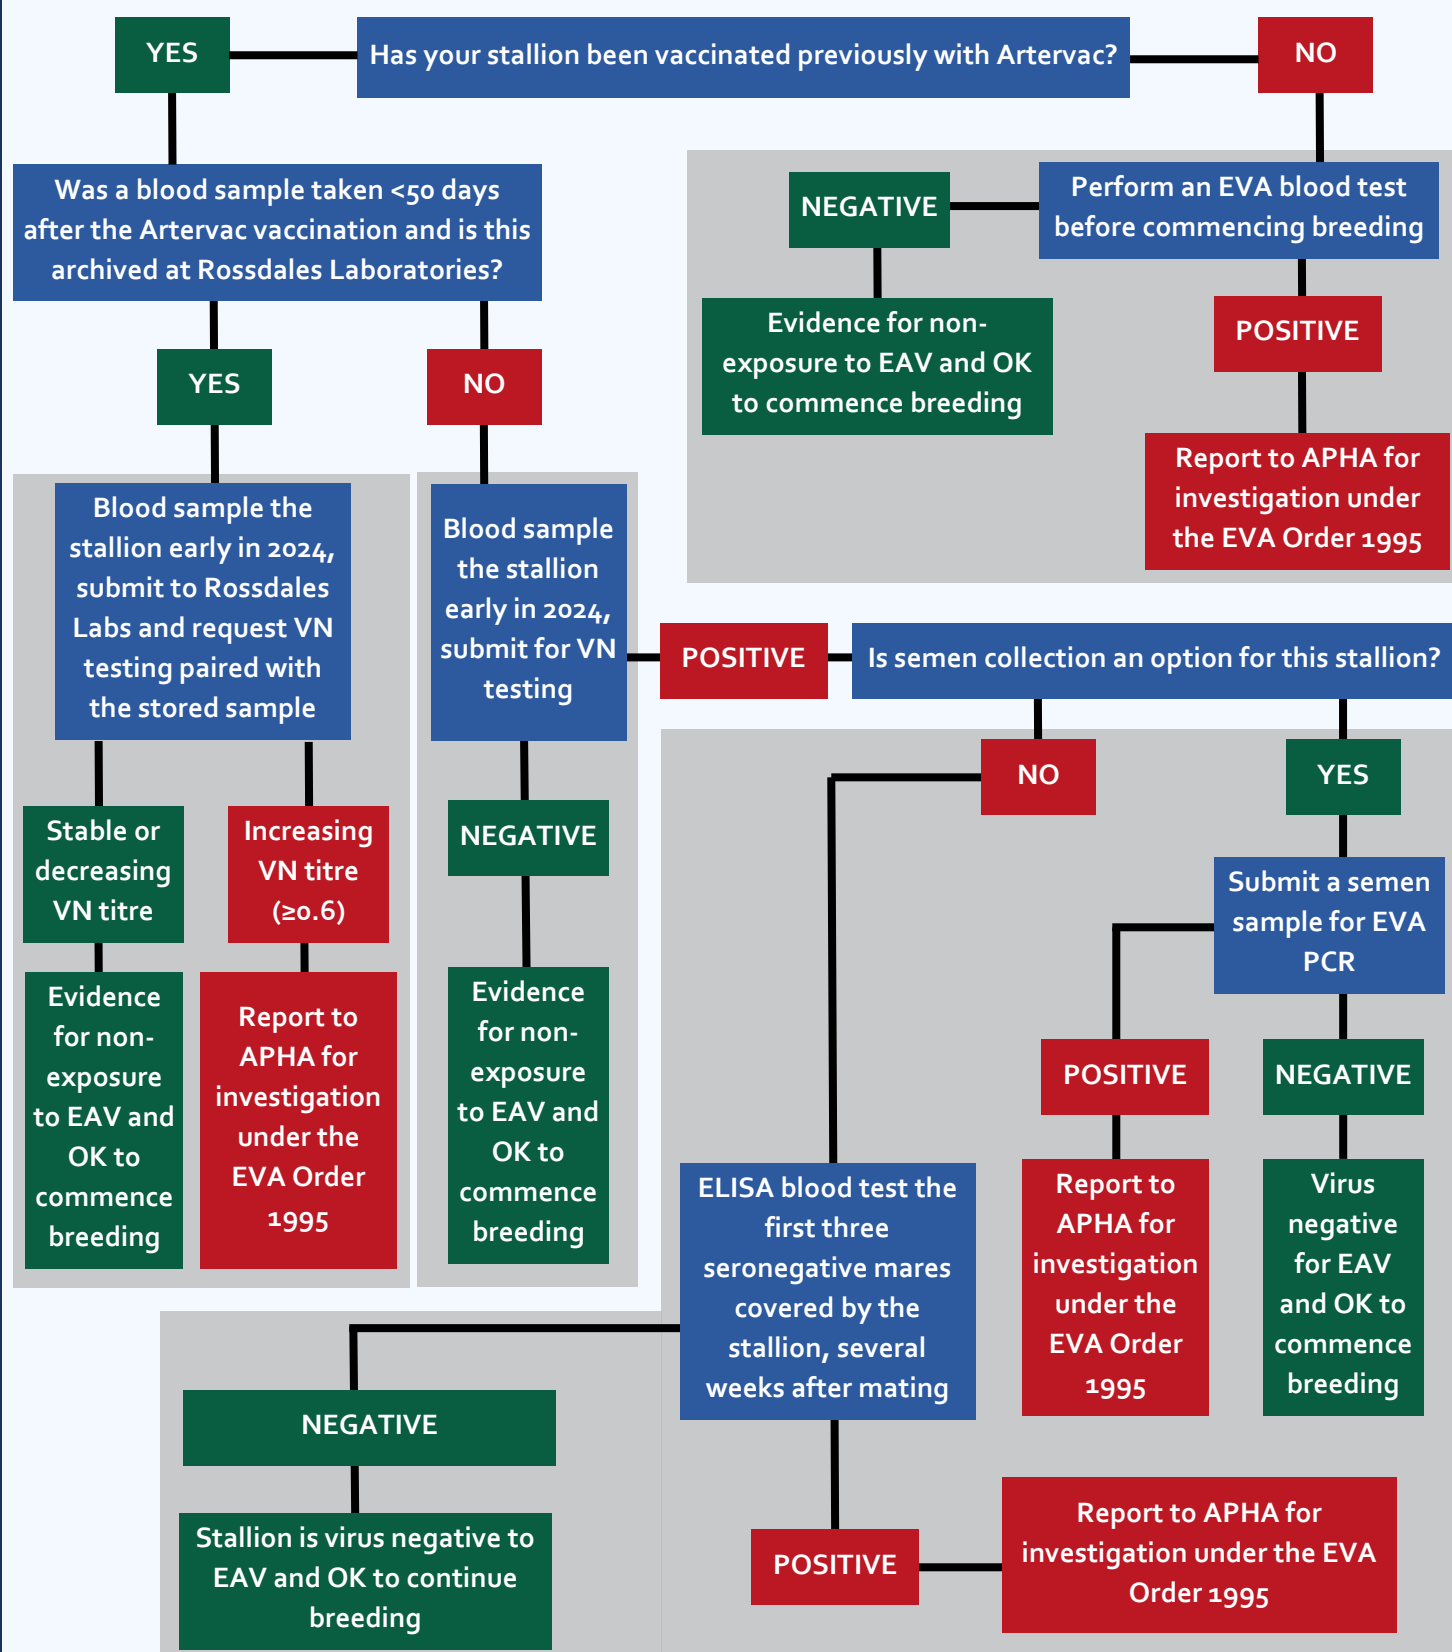 YES
Has your stallion been vaccinated previously with Artervac?
NO
Was a blood sample taken <50 days
after the Artervac vaccination and is this
archived at Rossdales Laboratories?
NEGATIVE
Perform an EVA blood test
before commencing breeding
Evidence for non-
exposure to EAV and OK
to commence breeding
POSITIVE
Report to APHA for
investigation under
the EVA Order 1995
YES
NO
Blood sample the
stallion early in 2024,
submit to Rossdales
Labs and request VN
testing paired with
the stored sample
Blood sample
the stallion
early in 2024,
submit for VN
testing
POSITIVE
Is semen collection an option for this stallion?
NO
YES
Stable or
decreasing
VN titre
Increasing
VN titre
(≥0.6)
NEGATIVE
Submit a semen
sample for EVA
PCR
Evidence
for non-
exposure
to EAV and
OK to
commence
breeding
Report to
APHA for
investigation
under the
EVA Order
1995
Evidence
for non-
exposure
to EAV and
OK to
commence
breeding
POSITIVE
NEGATIVE
ELISA blood test the
first three
seronegative mares
covered by the
stallion, several
weeks after mating
Report to
APHA for
investigation
under the
EVA Order
1995
Virus
negative
for EAV
and OK to
commence
breeding
NEGATIVE
Stallion is virus negative to
EAV and OK to continue
breeding
POSITIVE
Report to APHA for
investigation under the EVA
Order 1995